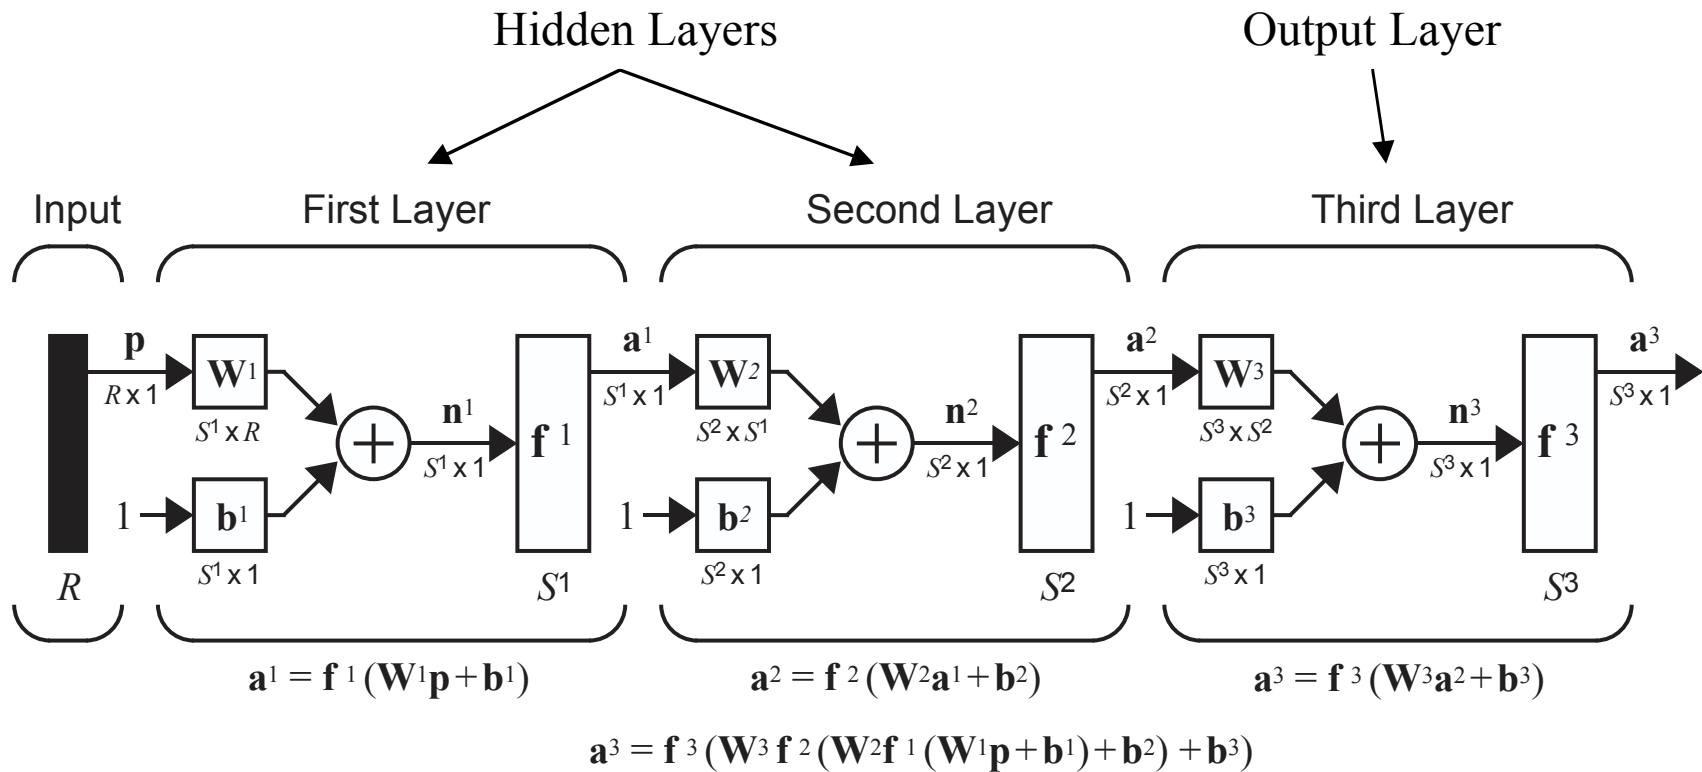 Hidden Layers Output Layer
Input First Layer Second Layer Third Layer
p a¹ a² a³
W¹ W² W³
R x 1 S¹ x 1 S² x 1 S³ x 1
n¹ n² n³
S¹ x R S² x S¹ S³ x S²
f ¹ f ² f ³
S¹ x 1 S² x 1 S³ x 1
1 b¹ 1 b² 1 b³
S¹ x 1 S² x 1 S³ x 1
R S¹ S² S³
a¹ = f ¹ (W¹p + b¹) a² = f ² (W²a¹ + b²) a³ = f ³ (W³a² + b³)
a³ = f ³ (W³ f ² (W²f ¹ (W¹p + b¹) + b²) + b³)